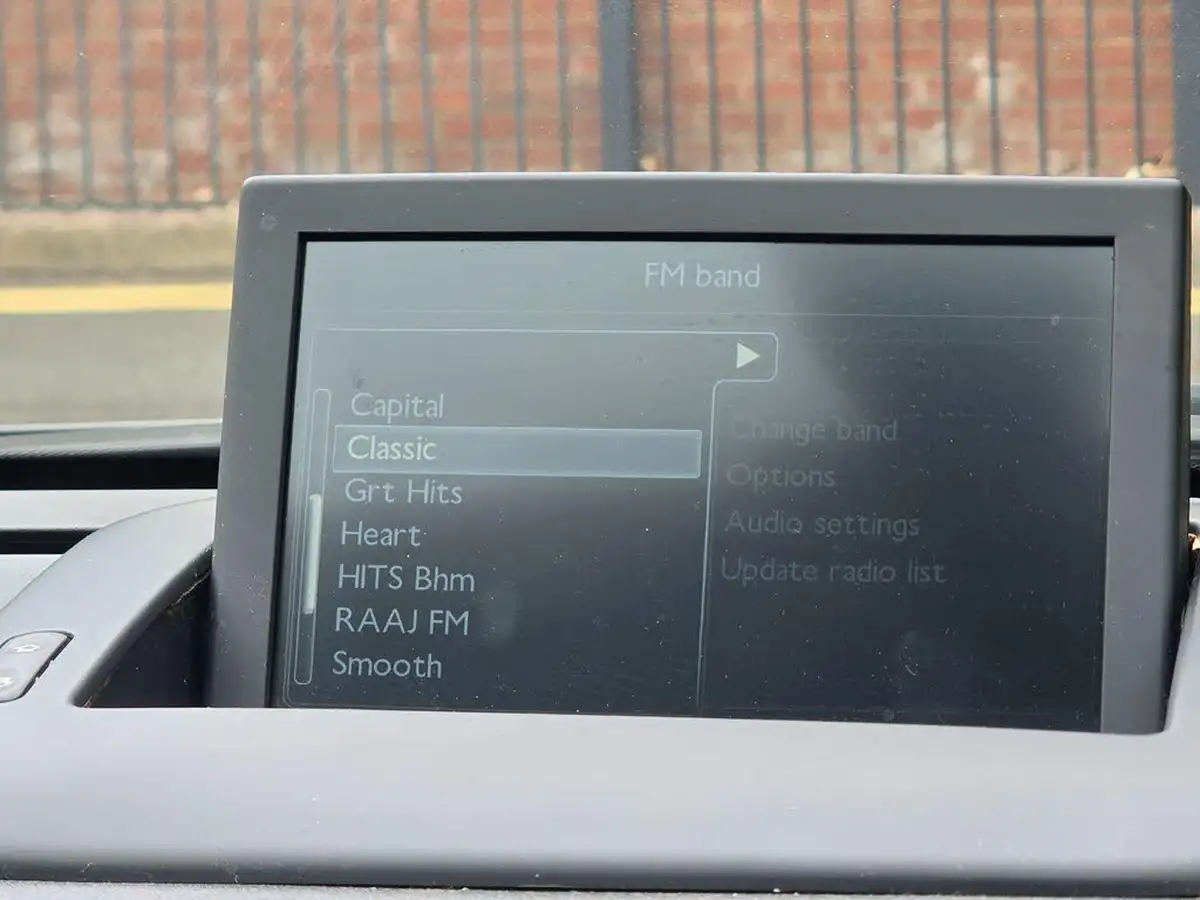 FM band
Capital
Classic
Grt Hits
Heart
HITS Bhm
RAAJ FM
Smooth
Change band
Options
Audio settings
Update radio list